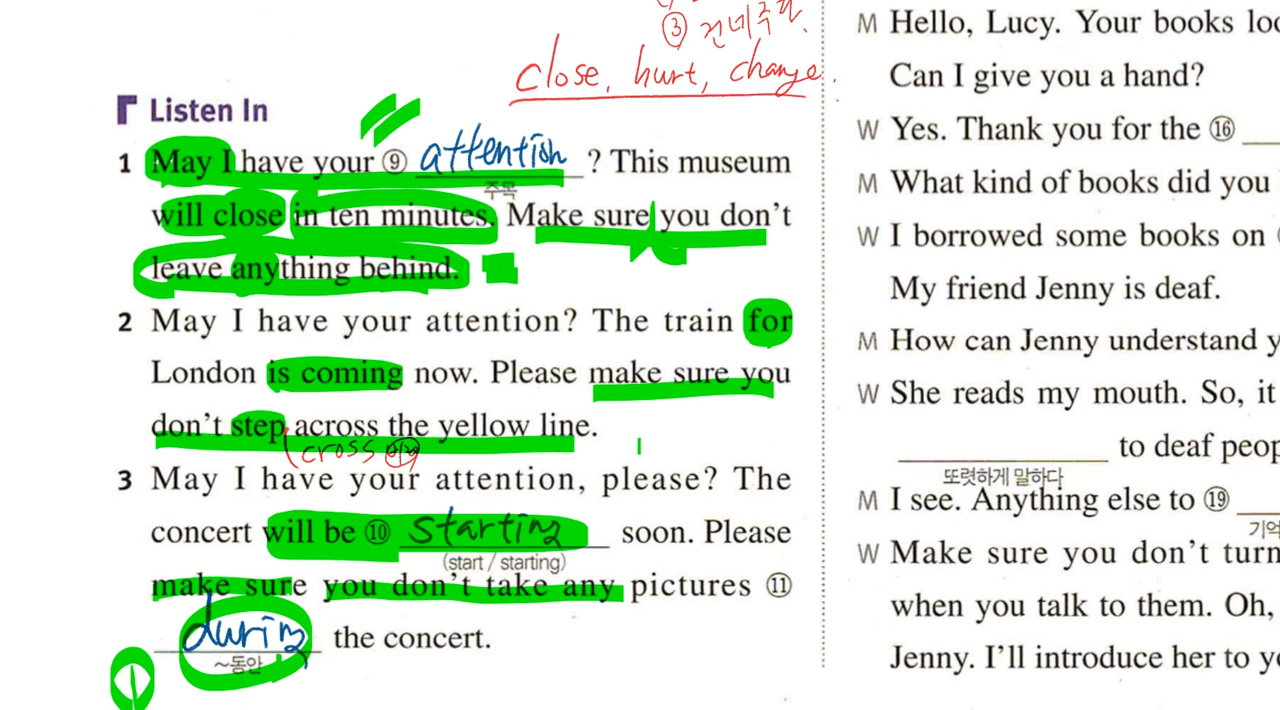 ③ 건네주다.
close, hurt, change.
Listen In
1 May I have your ⑨ attention ? This museum
주목
will close in ten minutes. Make sure you don't
leave anything behind.
2 May I have your attention? The train for
London is coming now. Please make sure you
don't step across the yellow line.
cross
3 May I have your attention, please? The
concert will be ⑩ starting soon. Please
(start / starting)
make sure you don't take any pictures ⑪
during the concert.
~동안
M Hello, Lucy. Your books loo
Can I give you a hand?
W Yes. Thank you for the ⑯
M What kind of books did you
W I borrowed some books on
My friend Jenny is deaf.
M How can Jenny understand y
W She reads my mouth. So, it
to deaf peop
또렷하게 말하다
M I see. Anything else to ⑲
기억
W Make sure you don't turn
when you talk to them. Oh,
Jenny. I'll introduce her to yo